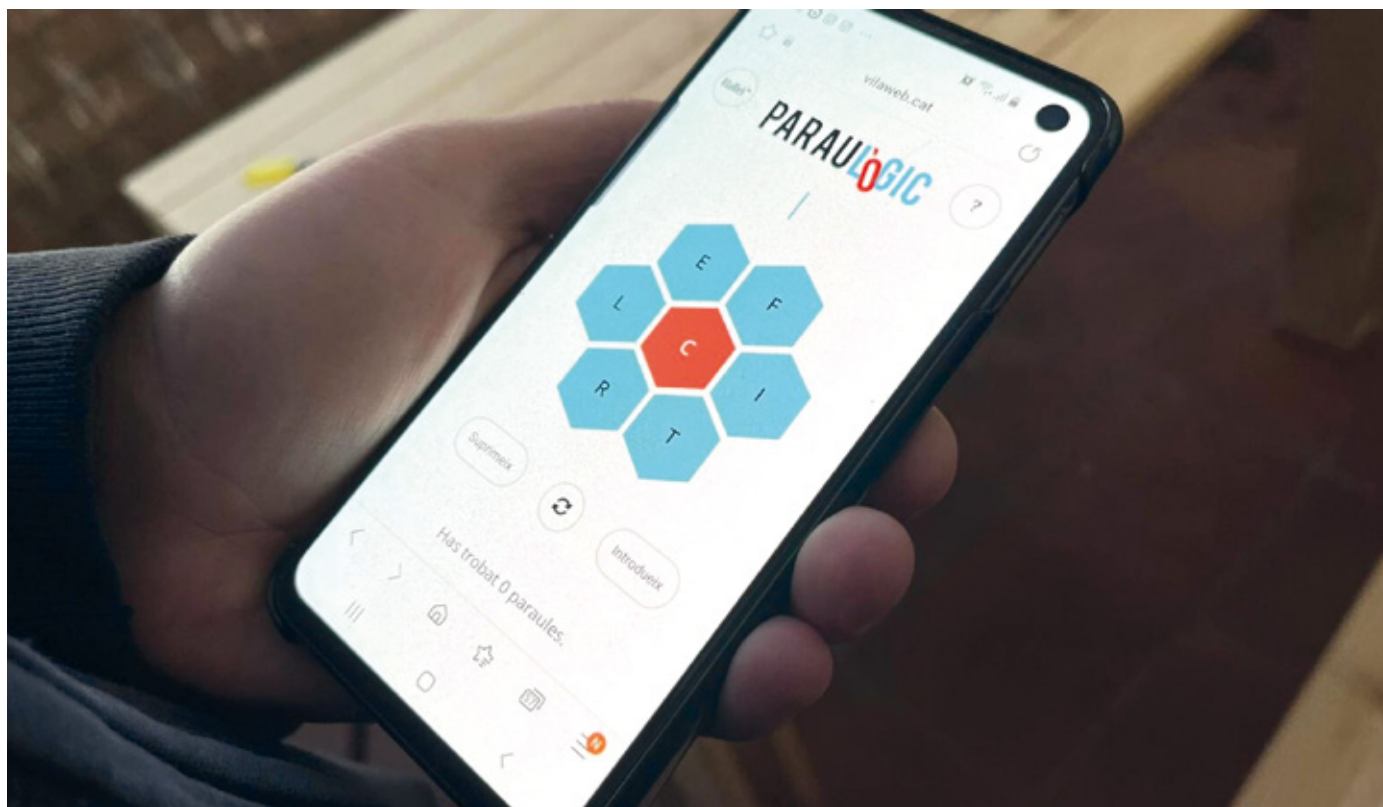 vilaweb.cat
PARAULÒGIC
?
E
L
F
C
R
I
T
Suprimeix
Introdueix
Has trobat 0 paraules.
N